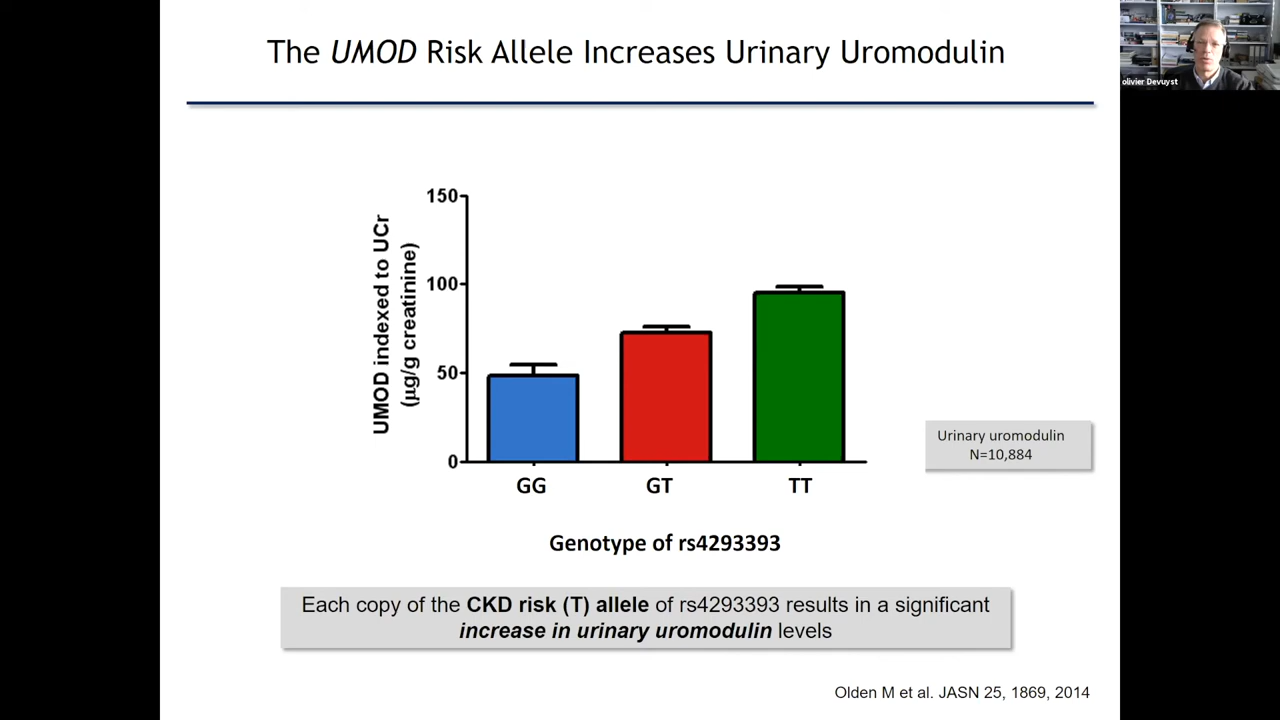 The UMOD Risk Allele Increases Urinary Uromodulin
olivier Devuyst
150
100
50
0
UMOD indexed to UCr
(µg/g creatinine)
GG GT TT
Genotype of rs4293393
Urinary uromodulin
N=10,884
Each copy of the CKD risk (T) allele of rs4293393 results in a significant
increase in urinary uromodulin levels
Olden M et al. JASN 25, 1869, 2014